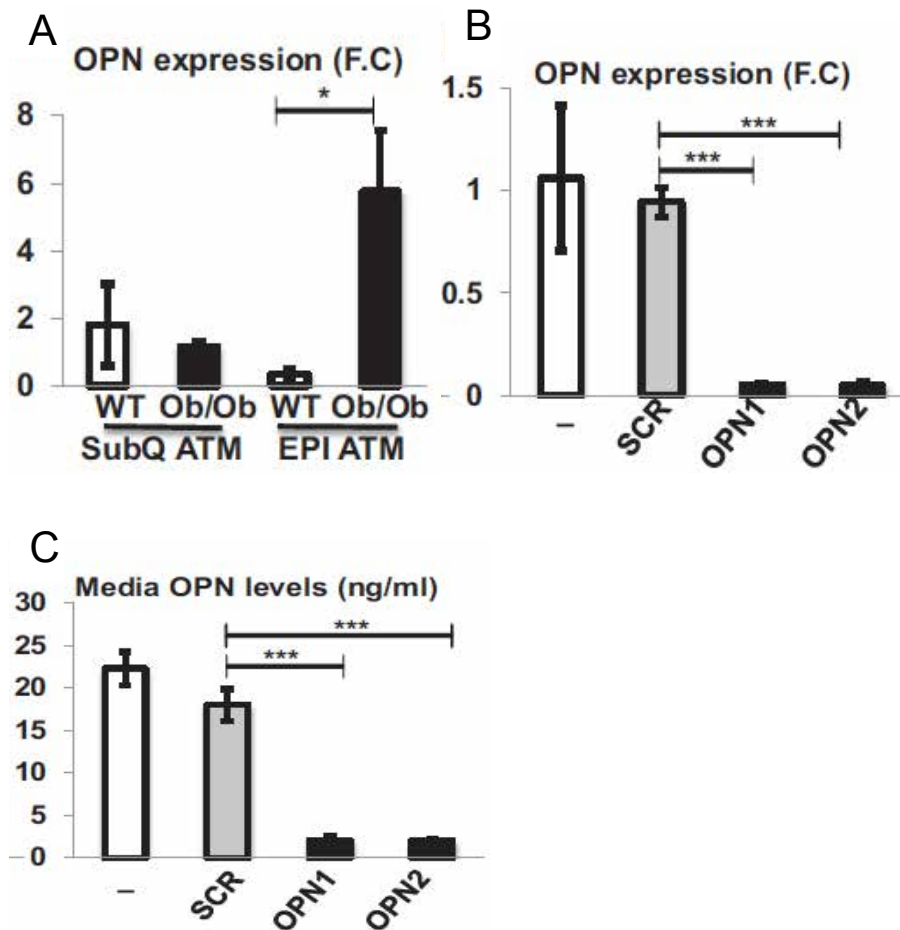 A
OPN expression (F.C)
*
8
6
4
2
0
WT Ob/Ob WT Ob/Ob
SubQ ATM EPI ATM
B
OPN expression (F.C)
1.5
***
***
1
0.5
0
–
SCR
OPN1
OPN2
C
Media OPN levels (ng/ml)
30
25
***
***
20
15
10
5
0
–
SCR
OPN1
OPN2